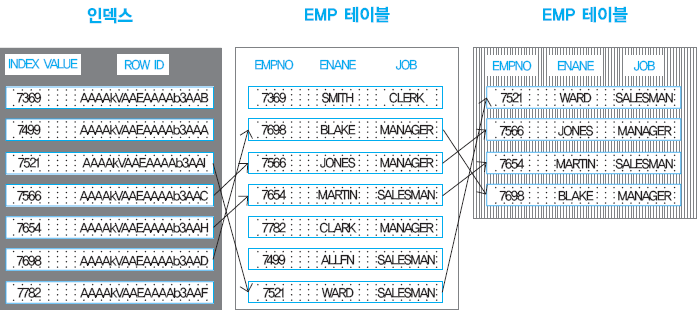 인덱스
INDEX VALUE ROW ID
7369 AAAAkVAAEAAAAb3AAB
7499 AAAAkVAAEAAAAb3AAA
7521 AAAAkVAAEAAAAb3AAI
7566 AAAAkVAAEAAAAb3AAC
7654 AAAAkVAAEAAAAb3AAH
7698 AAAAkVAAEAAAAb3AAD
7782 AAAAkVAAEAAAAb3AAF
EMP 테이블
EMPNO ENANE JOB
7369 SMITH CLERK
7698 BLAKE MANAGER
7566 JONES MANAGER
7654 MARTIN SALESMAN
7782 CLARK MANAGER
7499 ALLFN SALESMAN
7521 WARD SALESMAN
EMP 테이블
EMPNO ENANE JOB
7521 WARD SALESMAN
7566 JONES MANAGER
7654 MARTIN SALESMAN
7698 BLAKE MANAGER